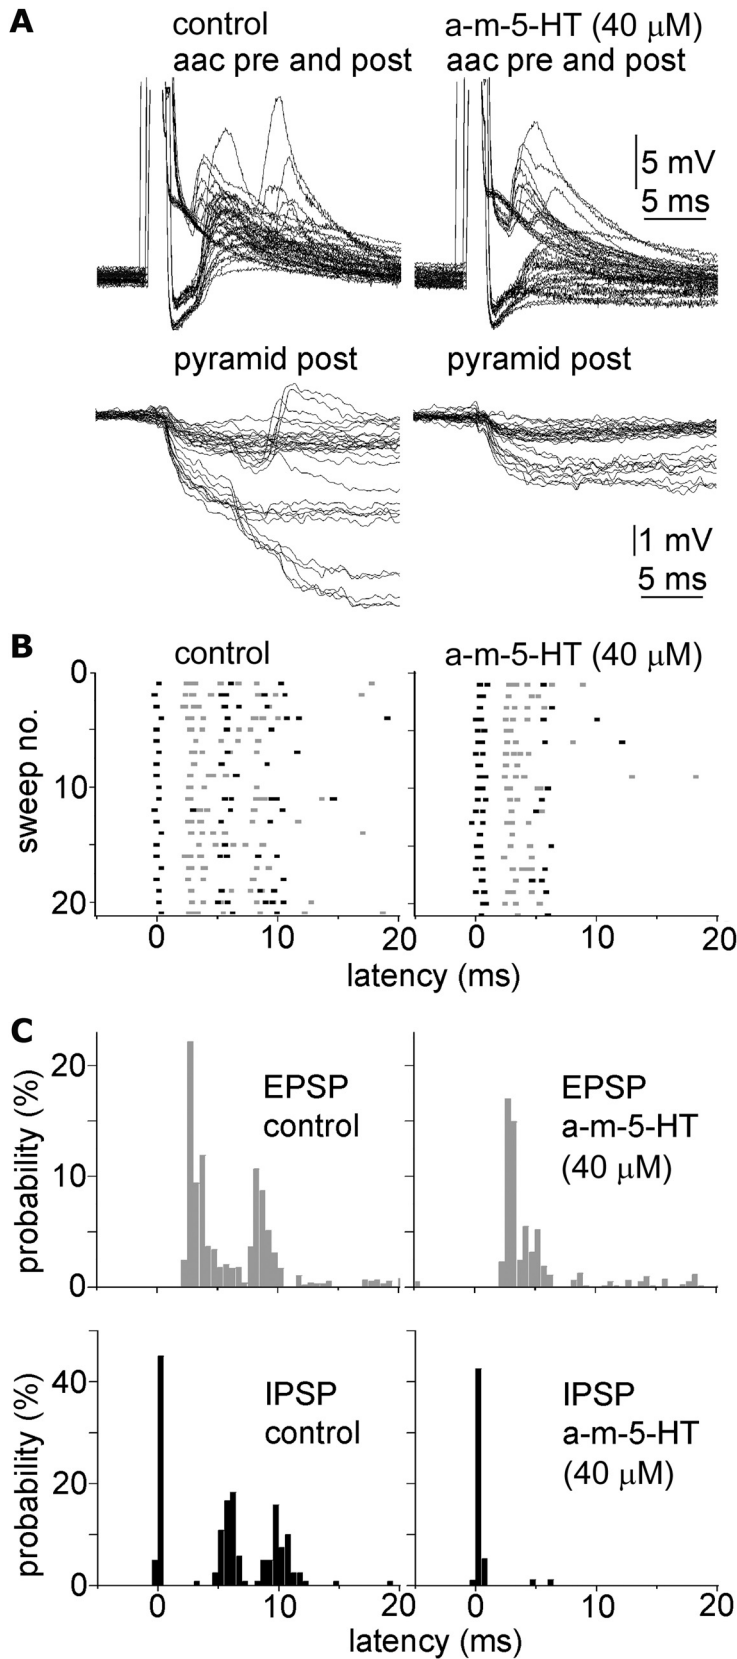 A
control
aac pre and post
a-m-5-HT (40 µM)
aac pre and post
5 mV
5 ms
pyramid post
pyramid post
1 mV
5 ms
B
control
a-m-5-HT (40 µM)
sweep no.
0
10
20
0
10
20
0
10
20
latency (ms)
C
probability (%)
20
10
0
EPSP
control
EPSP
a-m-5-HT
(40 µM)
probability (%)
40
20
0
IPSP
control
IPSP
a-m-5-HT
(40 µM)
0
10
20
0
10
20
latency (ms)